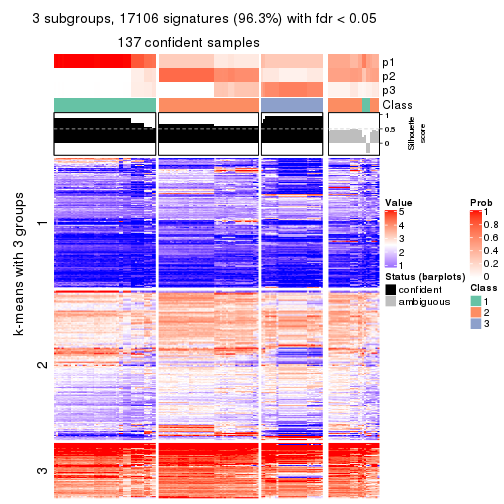 3 subgroups, 17106 signatures (96.3%) with fdr < 0.05
137 confident samples
p1
p2
p3
Class
1
0.5
0
Silhouette
score
k-means with 3 groups
1
2
3
Value
5
4
3
2
1
Prob
1
0.8
0.6
0.4
0.2
0
Status (barplots)
confident
ambiguous
Class
1
2
3